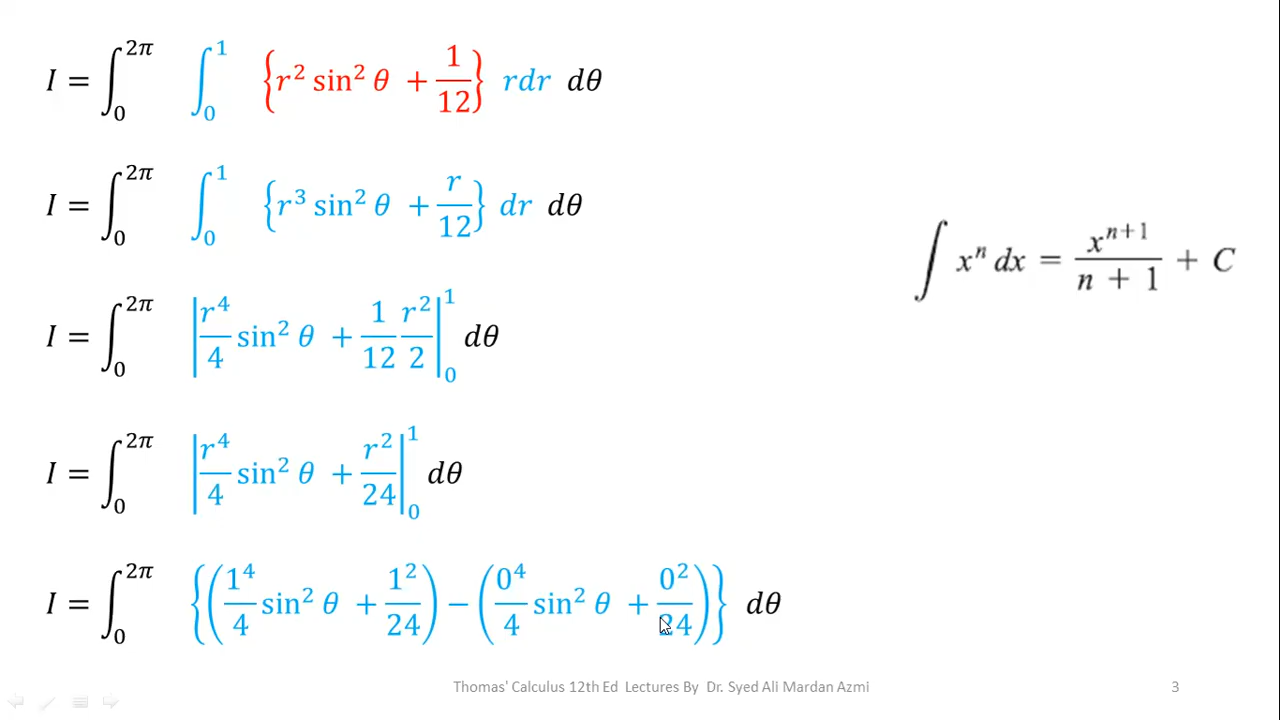 I = ∫₀^{2π} ∫₀^{1} {r² sin² θ + 1/12} rdr dθ
I = ∫₀^{2π} ∫₀^{1} {r³ sin² θ + r/12} dr dθ
∫ xⁿ dx = x^{n+1}/(n + 1) + C
I = ∫₀^{2π} |r⁴/4 sin² θ + 1/12 r²/2|₀^{1} dθ
I = ∫₀^{2π} |r⁴/4 sin² θ + r²/24|₀^{1} dθ
I = ∫₀^{2π} {(1⁴/4 sin² θ + 1²/24) − (0⁴/4 sin² θ + 0²/24)} dθ
Thomas' Calculus 12th Ed Lectures By Dr. Syed Ali Mardan Azmi 3